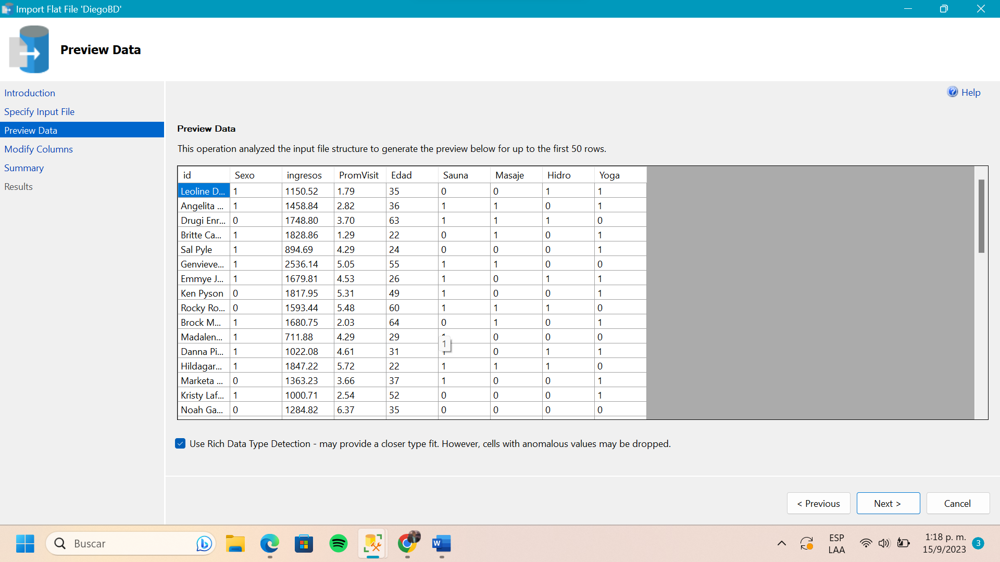 Import Flat File 'DiegoBD'
Preview Data
Introduction
Specify Input File
Preview Data
Modify Columns
Summary
Results
Help
Preview Data
This operation analyzed the input file structure to generate the preview below for up to the first 50 rows.
id Sexo ingresos PromVisit Edad Sauna Masaje Hidro Yoga
Leoline D... 1 1150.52 1.79 35 0 0 1 1
Angelita ... 1 1458.84 2.82 36 1 1 0 1
Drugi Enr... 0 1748.80 3.70 63 1 1 1 0
Britte Ca... 1 1828.86 1.29 22 0 1 0 1
Sal Pyle 1 894.69 4.29 24 0 0 0 1
Genvieve... 1 2536.14 5.05 55 1 1 0 0
Emmye J... 1 1679.81 4.53 26 1 0 1 1
Ken Pyson 0 1817.95 5.31 49 1 0 0 1
Rocky Ro... 0 1593.44 5.48 60 1 1 1 0
Brock M... 1 1680.75 2.03 64 0 1 0 1
Madalen... 1 711.88 4.29 29 1 0 0 0
1
Danna Pi... 1 1022.08 4.61 31 1 0 1 1
Hildagar... 1 1847.22 5.72 22 1 1 1 0
Marketa ... 0 1363.23 3.66 37 1 0 0 1
Kristy Laf... 1 1000.71 2.54 52 0 0 0 1
Noah Ga... 0 1284.82 6.37 35 0 0 0 0
Use Rich Data Type Detection - may provide a closer type fit. However, cells with anomalous values may be dropped.
< Previous
Next >
Cancel
Buscar
ESP
LAA
1:18 p. m.
15/9/2023
3